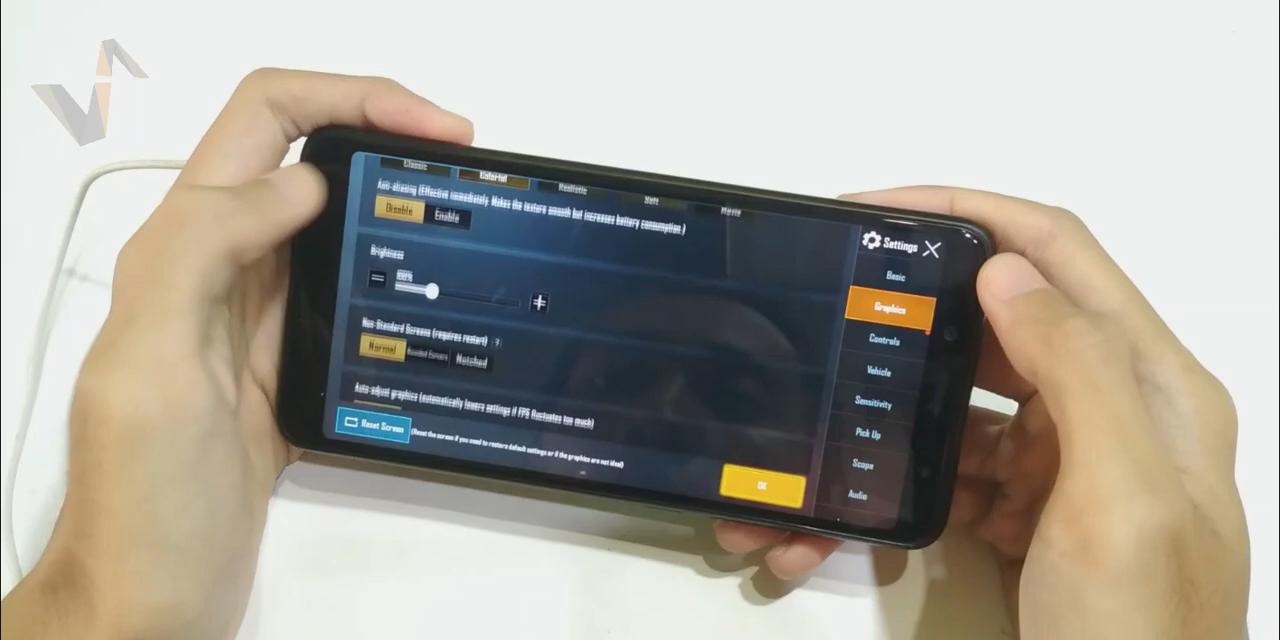 Classic
Colorful
Realistic
Soft
Movie
Anti-aliasing (Effective immediately. Makes the texture smooth but increases battery consumption.)
Disable
Enable
Brightness
Non-Standard Screens (requires restart) ?
Normal
Rounded Corners
Notched
Auto-adjust graphics (automatically lowers settings if FPS fluctuates too much)
Reset Screen
(Reset the screen if you need to restore default settings or if the graphics are not ideal)
OK
Settings
Basic
Graphics
Controls
Vehicle
Sensitivity
Pick Up
Scope
Audio